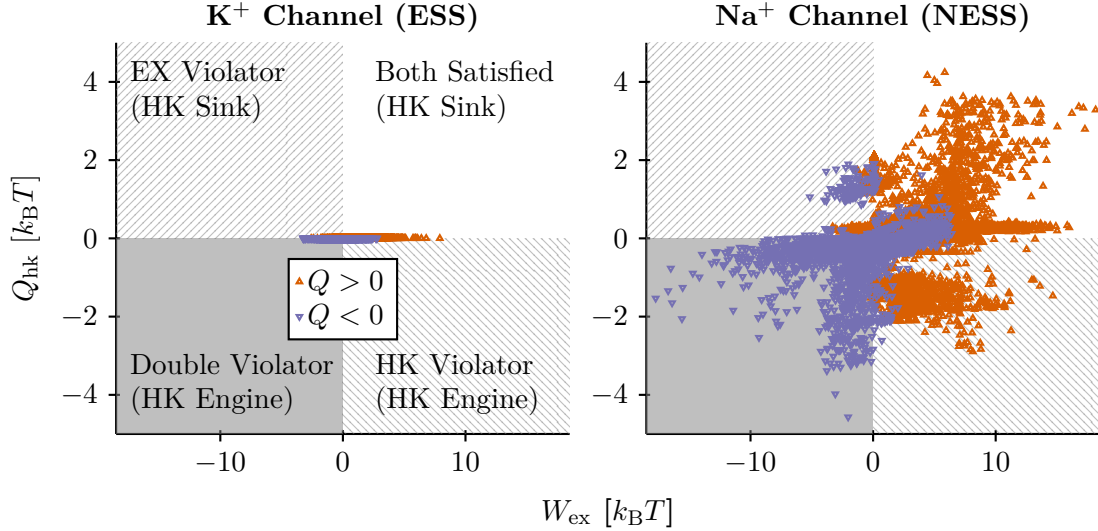 K⁺ Channel (ESS)
Na⁺ Channel (NESS)
EX Violator
(HK Sink)
Both Satisfied
(HK Sink)
Double Violator
(HK Engine)
HK Violator
(HK Engine)
Q > 0
Q < 0
Q_hk [k_B T]
4
2
0
−2
−4
−10
0
10
4
2
0
−2
−4
−10
0
10
W_ex [k_B T]